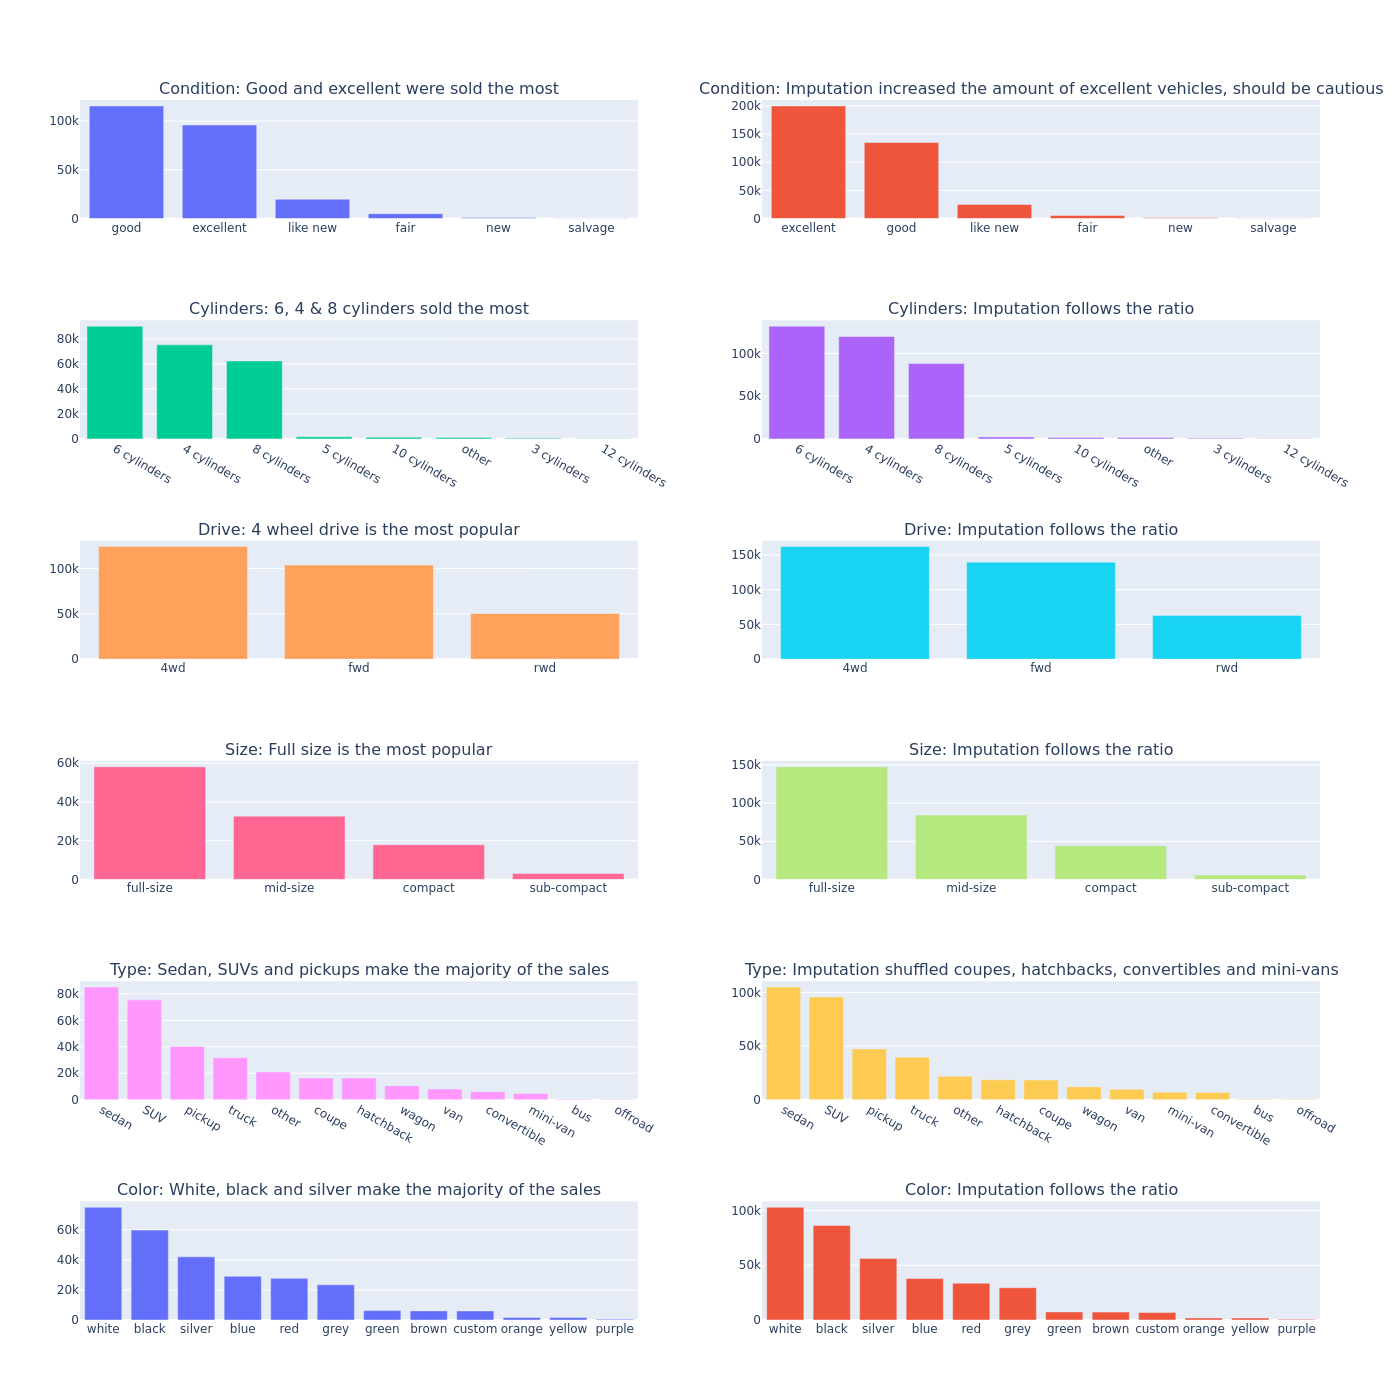 Condition: Good and excellent were sold the most
100k
50k
0
good excellent like new fair new salvage
Condition: Imputation increased the amount of excellent vehicles, should be cautious
200k
150k
100k
50k
0
excellent good like new fair new salvage
Cylinders: 6, 4 & 8 cylinders sold the most
80k
60k
40k
20k
0
6 cylinders 4 cylinders 8 cylinders 5 cylinders 10 cylinders other 3 cylinders 12 cylinders
Cylinders: Imputation follows the ratio
100k
50k
0
6 cylinders 4 cylinders 8 cylinders 5 cylinders 10 cylinders other 3 cylinders 12 cylinders
Drive: 4 wheel drive is the most popular
100k
50k
0
4wd fwd rwd
Drive: Imputation follows the ratio
150k
100k
50k
0
4wd fwd rwd
Size: Full size is the most popular
60k
40k
20k
0
full-size mid-size compact sub-compact
Size: Imputation follows the ratio
150k
100k
50k
0
full-size mid-size compact sub-compact
Type: Sedan, SUVs and pickups make the majority of the sales
80k
60k
40k
20k
0
sedan SUV pickup truck other coupe hatchback wagon van convertible mini-van bus offroad
Type: Imputation shuffled coupes, hatchbacks, convertibles and mini-vans
100k
50k
0
sedan SUV pickup truck other hatchback coupe wagon van mini-van convertible bus offroad
Color: White, black and silver make the majority of the sales
60k
40k
20k
0
white black silver blue red grey green brown custom orange yellow purple
Color: Imputation follows the ratio
100k
50k
0
white black silver blue red grey green brown custom orange yellow purple